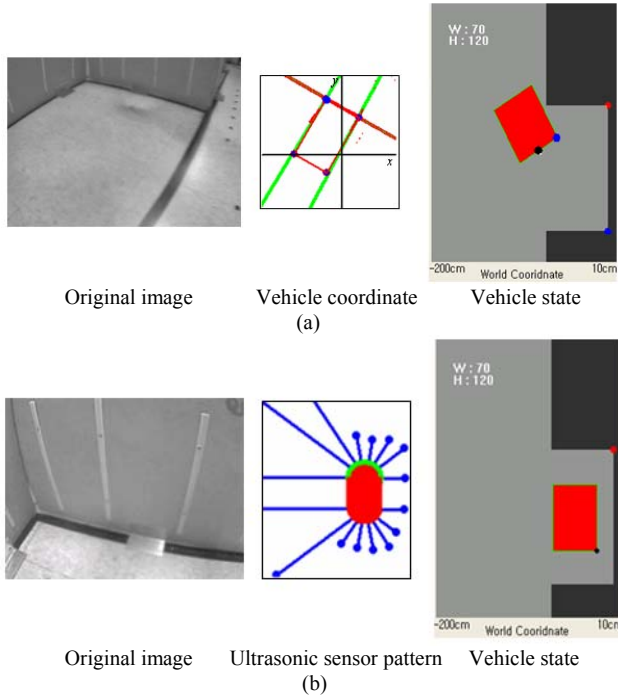 W : 70
H : 120
y
x
-200cm World Cooridnate 10cm
Original image Vehicle coordinate Vehicle state
(a)
W : 70
H : 120
-200cm World Cooridnate 10cm
Original image Ultrasonic sensor pattern Vehicle state
(b)